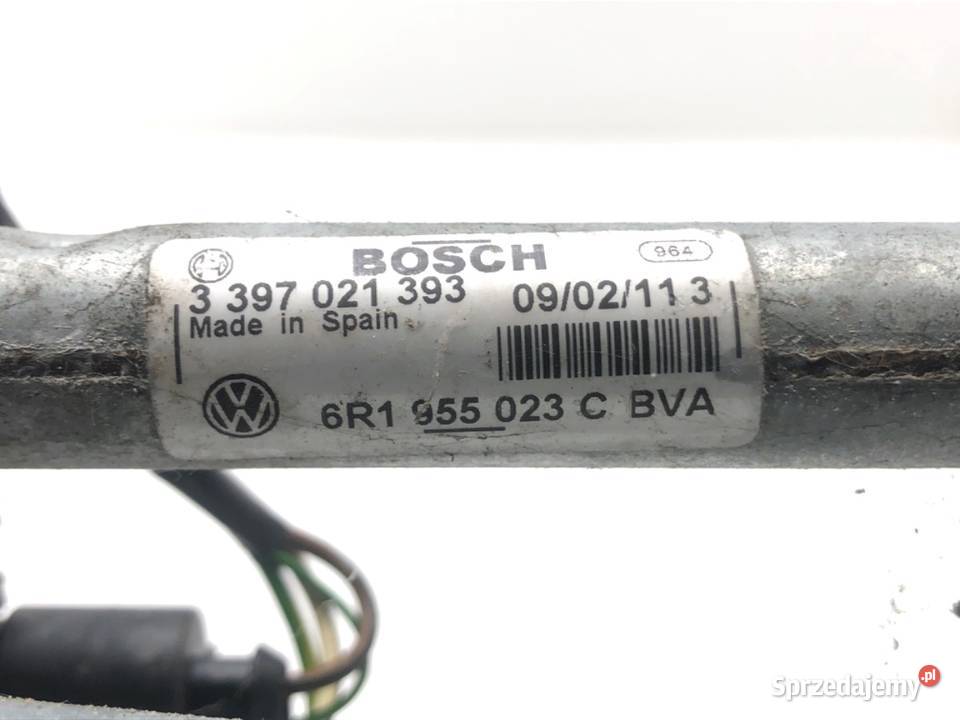 BOSCH 964
3 397 021 393 09/02/11 3
Made in Spain
VW 6R1 955 023 C BVA
Sprzedajemy.pl